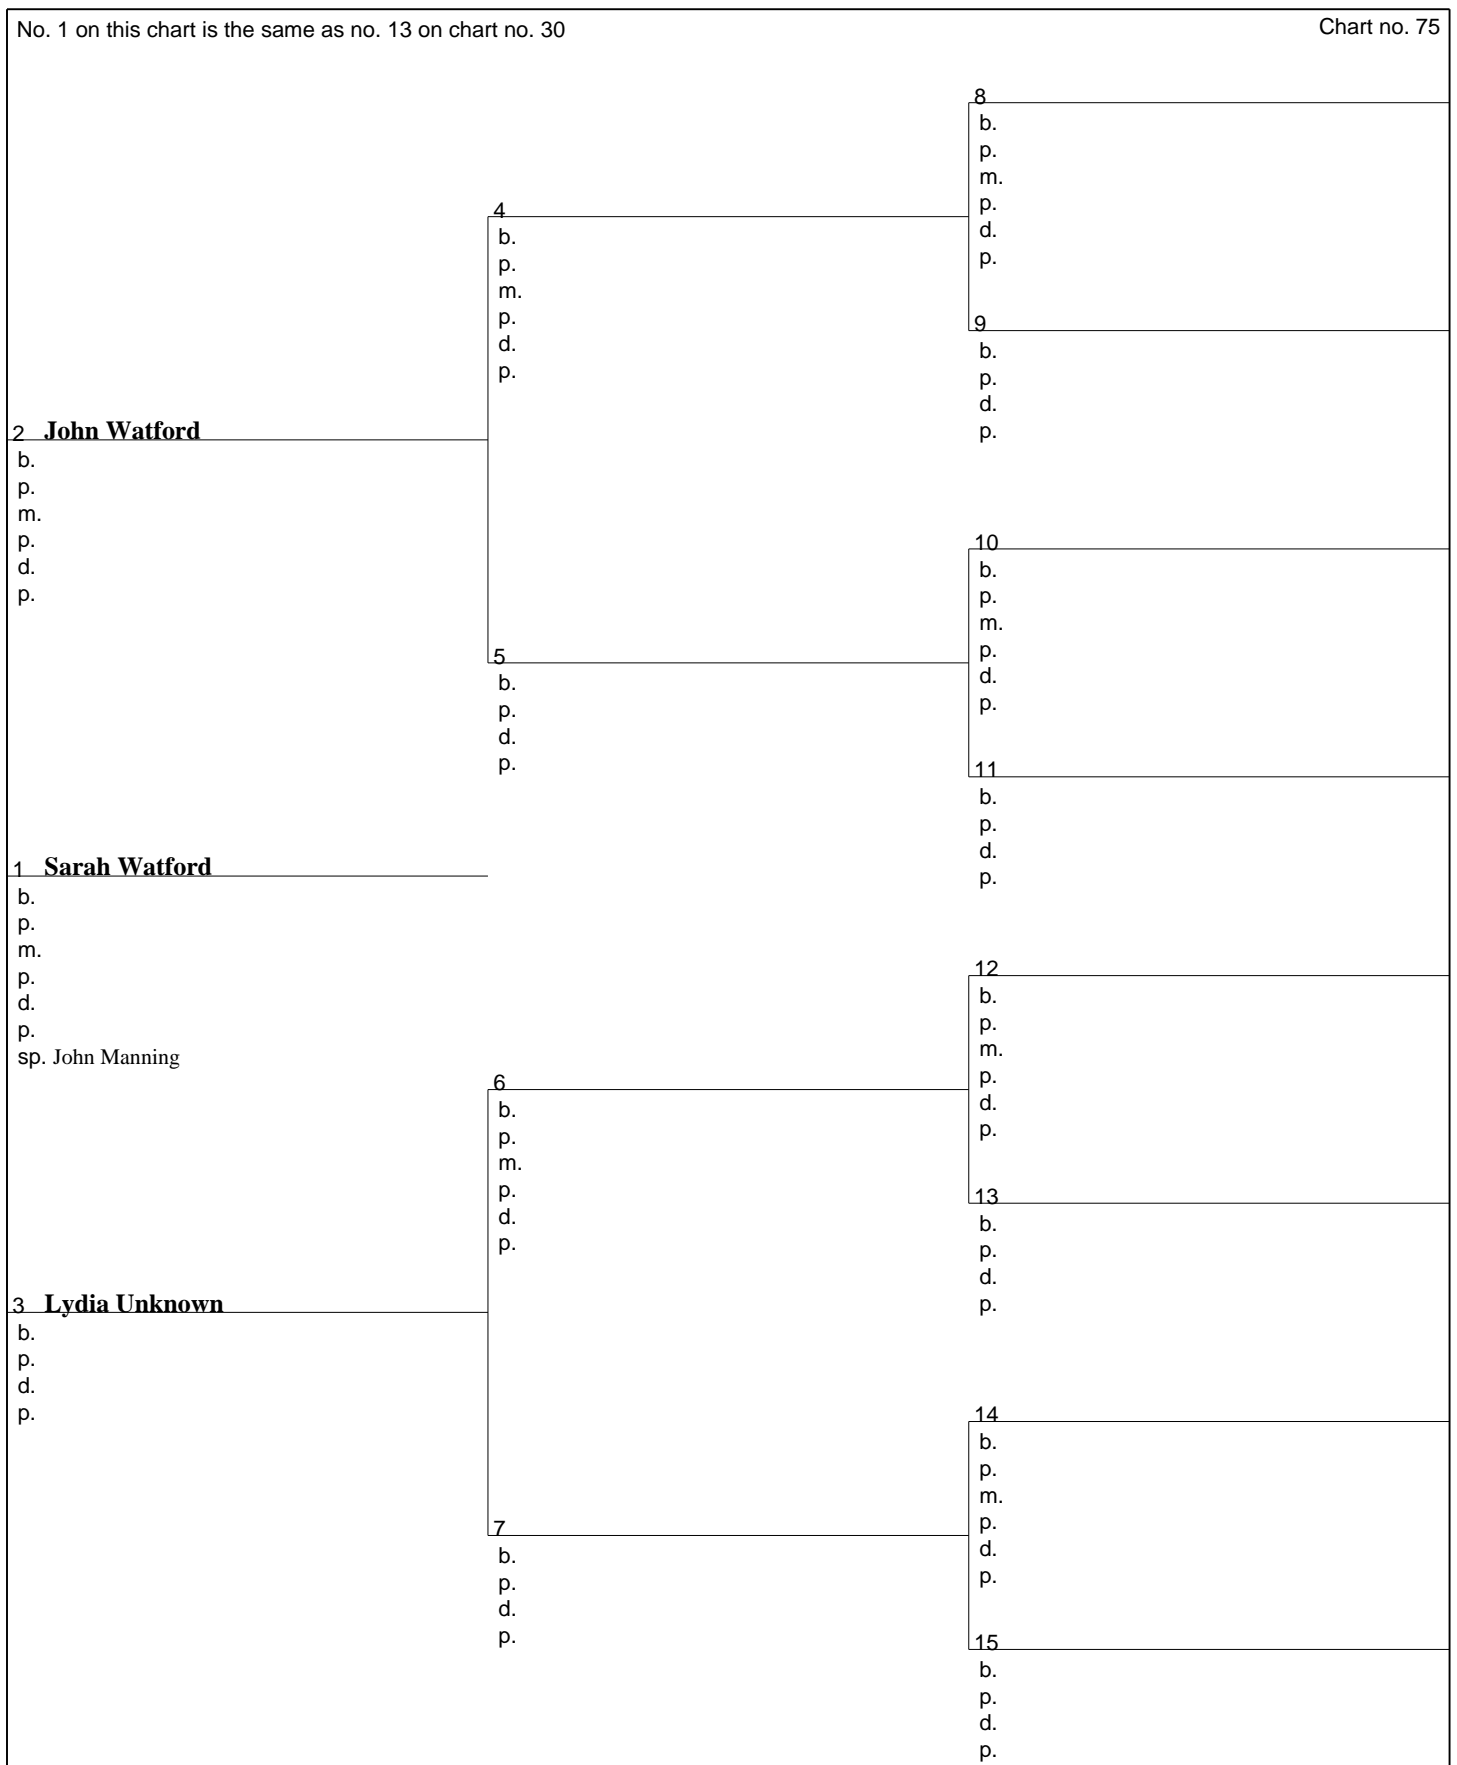 No. 1 on this chart is the same as no. 13 on chart no. 30
Chart no. 75
8
b.
p.
m.
p.
d.
p.
4
b.
p.
m.
p.
d.
p.
9
b.
p.
d.
p.
2 John Watford
b.
p.
m.
p.
d.
p.
10
b.
p.
m.
p.
d.
p.
5
b.
p.
d.
p.
11
b.
p.
d.
p.
1 Sarah Watford
b.
p.
m.
p.
d.
p.
sp. John Manning
12
b.
p.
m.
p.
d.
p.
6
b.
p.
m.
p.
d.
p.
13
b.
p.
d.
p.
3 Lydia Unknown
b.
p.
d.
p.
14
b.
p.
m.
p.
d.
p.
7
b.
p.
d.
p.
15
b.
p.
d.
p.